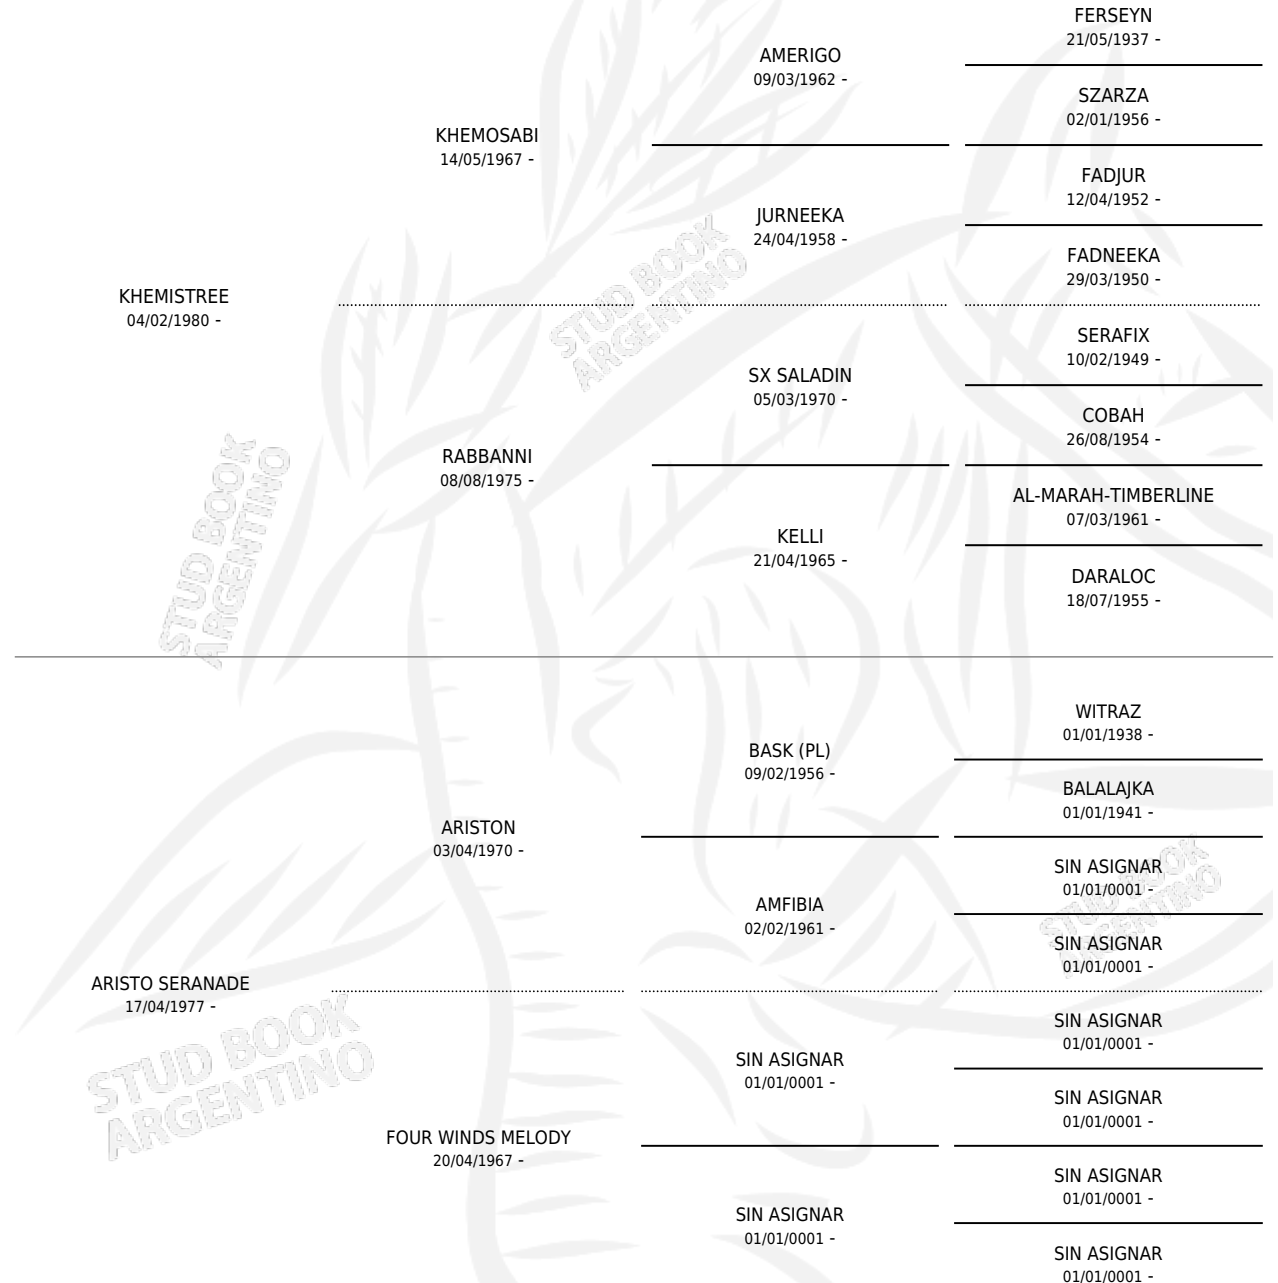 FERSEYN
21/05/1937 -
AMERIGO
09/03/1962 -
SZARZA
02/01/1956 -
KHEMOSABI
14/05/1967 -
FADJUR
12/04/1952 -
JURNEEKA
24/04/1958 -
FADNEEKA
29/03/1950 -
KHEMISTREE
04/02/1980 -
SERAFIX
10/02/1949 -
SX SALADIN
05/03/1970 -
COBAH
26/08/1954 -
RABBANNI
08/08/1975 -
AL-MARAH-TIMBERLINE
07/03/1961 -
KELLI
21/04/1965 -
DARALOC
18/07/1955 -
STUD BOOK
ARGENTINO
STUD BOOK
ARGENTINO
WITRAZ
01/01/1938 -
BASK (PL)
09/02/1956 -
BALALAJKA
01/01/1941 -
ARISTON
03/04/1970 -
SIN ASIGNAR
01/01/0001 -
AMFIBIA
02/02/1961 -
SIN ASIGNAR
01/01/0001 -
STUD BOOK
ARGENTINO
ARISTO SERANADE
17/04/1977 -
SIN ASIGNAR
01/01/0001 -
SIN ASIGNAR
01/01/0001 -
SIN ASIGNAR
01/01/0001 -
FOUR WINDS MELODY
20/04/1967 -
SIN ASIGNAR
01/01/0001 -
SIN ASIGNAR
01/01/0001 -
SIN ASIGNAR
01/01/0001 -
STUD BOOK
ARGENTINO